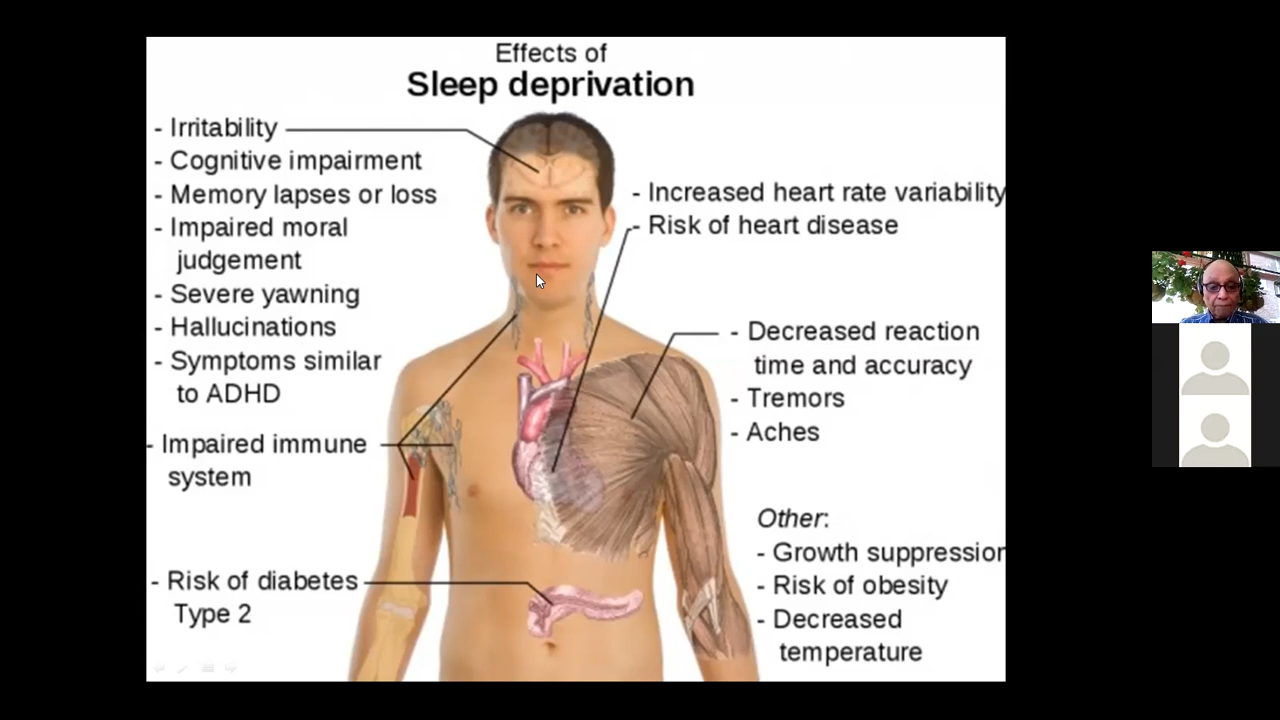 Effects of
Sleep deprivation
- Irritability
- Cognitive impairment
- Memory lapses or loss
- Impaired moral
judgement
- Severe yawning
- Hallucinations
- Symptoms similar
to ADHD
- Impaired immune
system
- Risk of diabetes
Type 2
- Increased heart rate variability
- Risk of heart disease
- Decreased reaction
time and accuracy
- Tremors
- Aches
Other:
- Growth suppression
- Risk of obesity
- Decreased
temperature